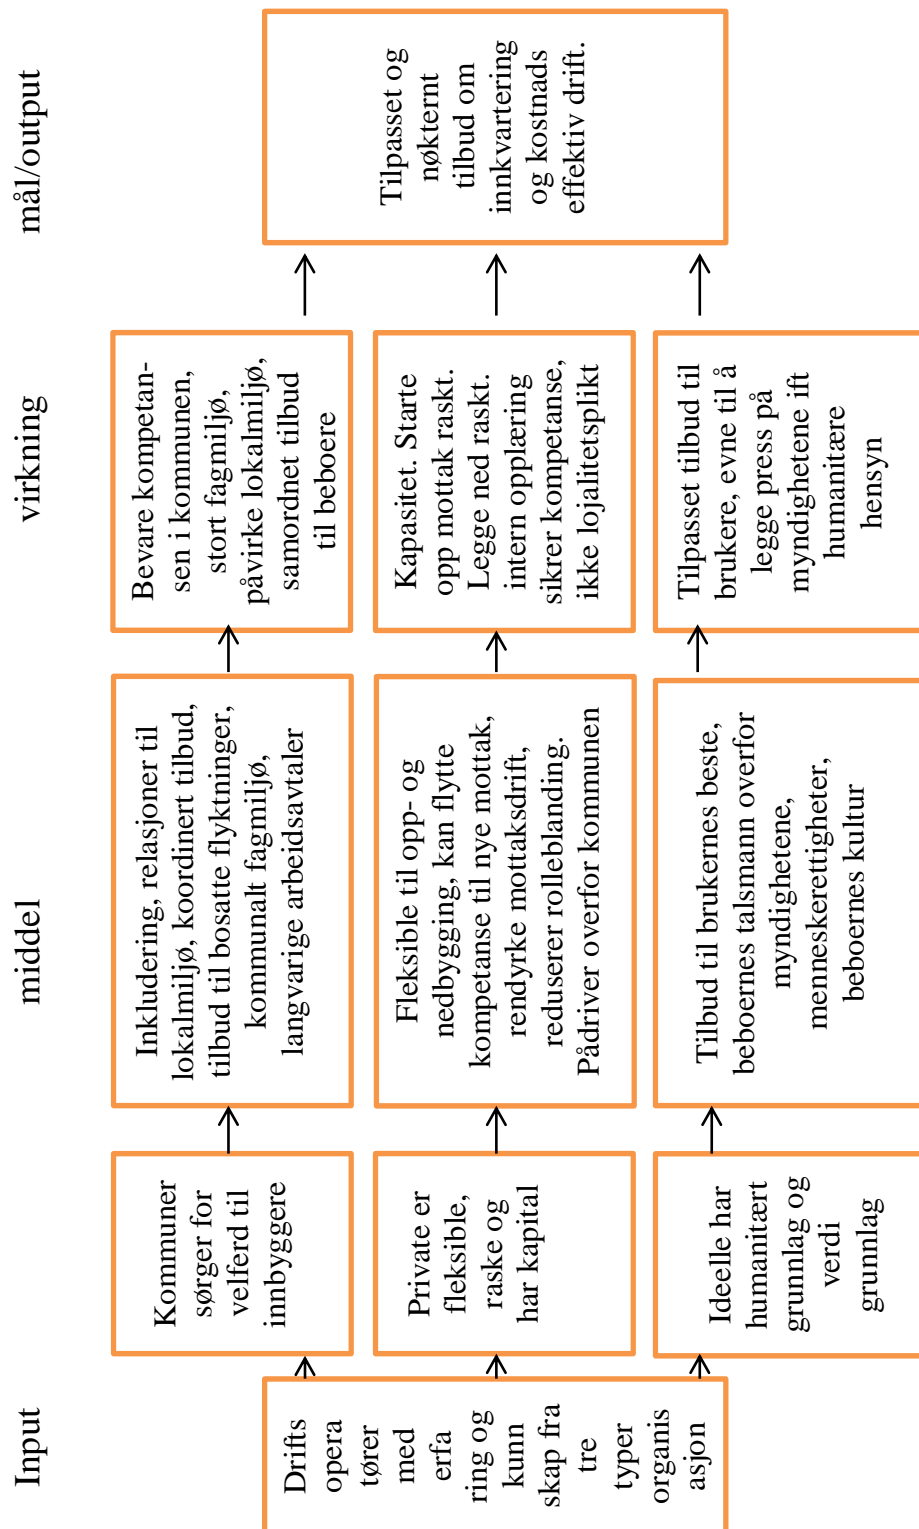 Input
middel
virkning
mål/output
Drifts
opera
tører
med
erfa
ring og
kunn
skap fra
tre
typer
organis
asjon
Kommuner
sørger for
velferd til
innbyggere
Inkludering, relasjoner til
lokalmiljø, koordinert tilbud,
tilbud til bosatte flyktninger,
kommunalt fagmiljø,
langvarige arbeidsavtaler
Bevare kompetan-
sen i kommunen,
stort fagmiljø,
påvirke lokalmiljø,
samordnet tilbud
til beboere
Private er
fleksible,
raske og
har kapital
Fleksible til opp- og
nedbygging, kan flytte
kompetanse til nye mottak,
rendyrke mottaksdrift,
reduserer rolleblanding.
Pådriver overfor kommunen
Kapasitet. Starte
opp mottak raskt.
Legge ned raskt.
intern opplæring
sikrer kompetanse,
ikke lojalitetsplikt
Ideelle har
humanitært
grunnlag og
verdi
grunnlag
Tilbud til brukernes beste,
beboernes talsmann overfor
myndighetene,
menneskerettigheter,
beboernes kultur
Tilpasset tilbud til
brukere, evne til å
legge press på
myndighetene ift
humanitære
hensyn
Tilpasset og
nøkternt
tilbud om
innkvartering
og kostnads
effektiv drift.